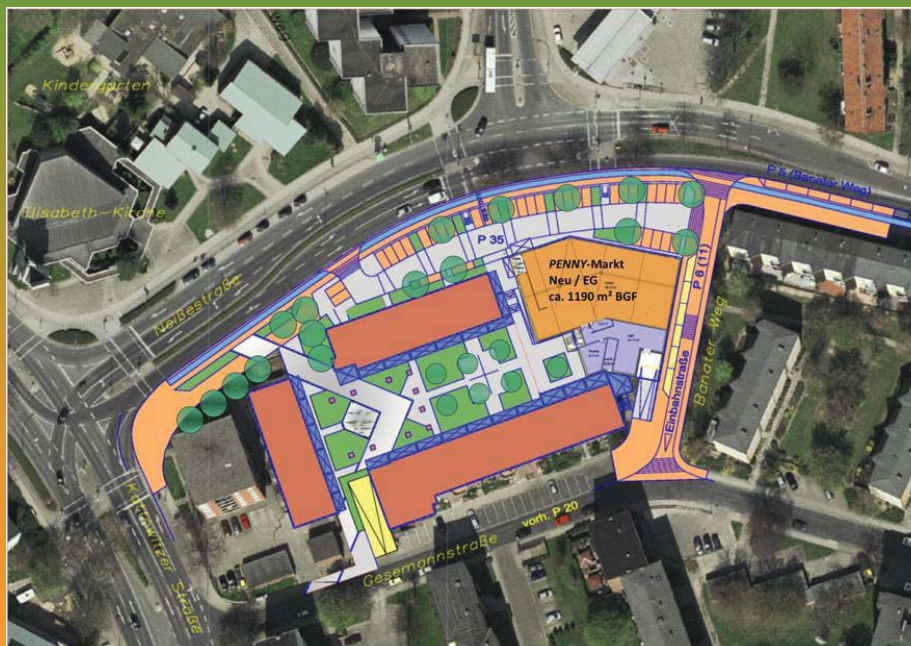 Weg
Kindergarten
Elisabeth-Kirche
P 5 (Banater Weg)
P 35
PENNY-Markt
Neu / EG
ca. 1190 m² BGF
P 6 (11)
Neißestraße
Banater Weg
Einbahnstraße
vorh. P 20
Gesemannstraße
Kattowitzer Straße